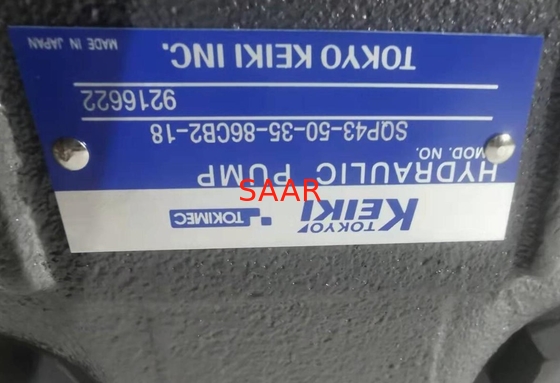 TOKYO
KEIKI
TOKIMEC
HYDRAULIC PUMP
MOD. NO.
SQP43-50-35-86CB2-18
9216622
TOKYO KEIKI INC.
MADE IN JAPAN
SAAR